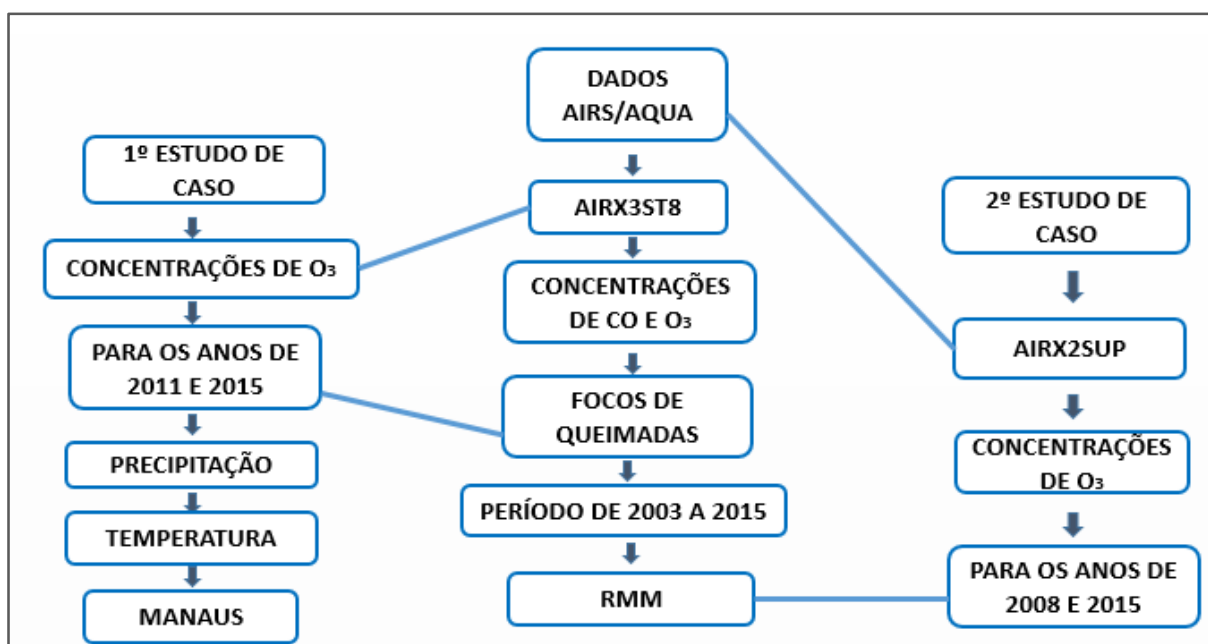 1º ESTUDO DE
CASO
CONCENTRAÇÕES DE O₃
PARA OS ANOS DE
2011 E 2015
PRECIPITAÇÃO
TEMPERATURA
MANAUS
DADOS
AIRS/AQUA
AIRX3ST8
CONCENTRAÇÕES
DE CO E O₃
FOCOS DE
QUEIMADAS
PERÍODO DE 2003 A 2015
RMM
2º ESTUDO DE
CASO
AIRX2SUP
CONCENTRAÇÕES
DE O₃
PARA OS ANOS DE
2008 E 2015